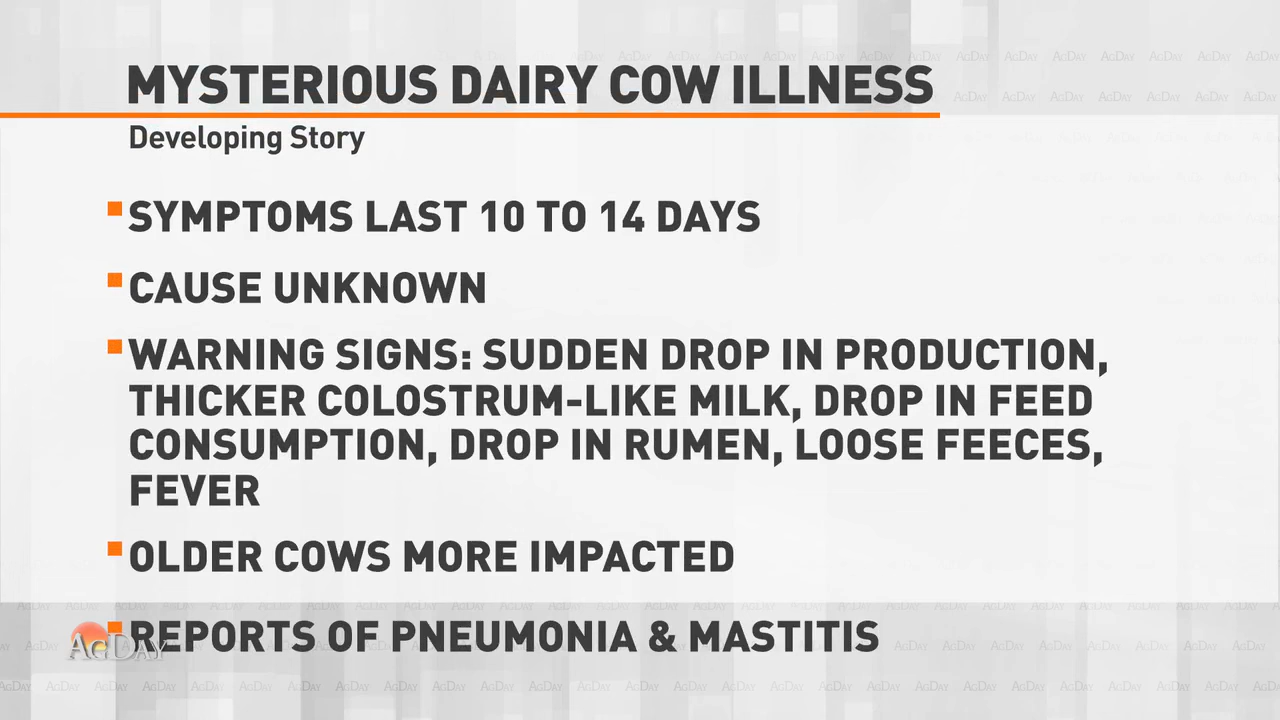 MYSTERIOUS DAIRY COW ILLNESS
Developing Story
SYMPTOMS LAST 10 TO 14 DAYS
CAUSE UNKNOWN
WARNING SIGNS: SUDDEN DROP IN PRODUCTION,
THICKER COLOSTRUM-LIKE MILK, DROP IN FEED
CONSUMPTION, DROP IN RUMEN, LOOSE FEECES,
FEVER
OLDER COWS MORE IMPACTED
REPORTS OF PNEUMONIA & MASTITIS
AGDAY